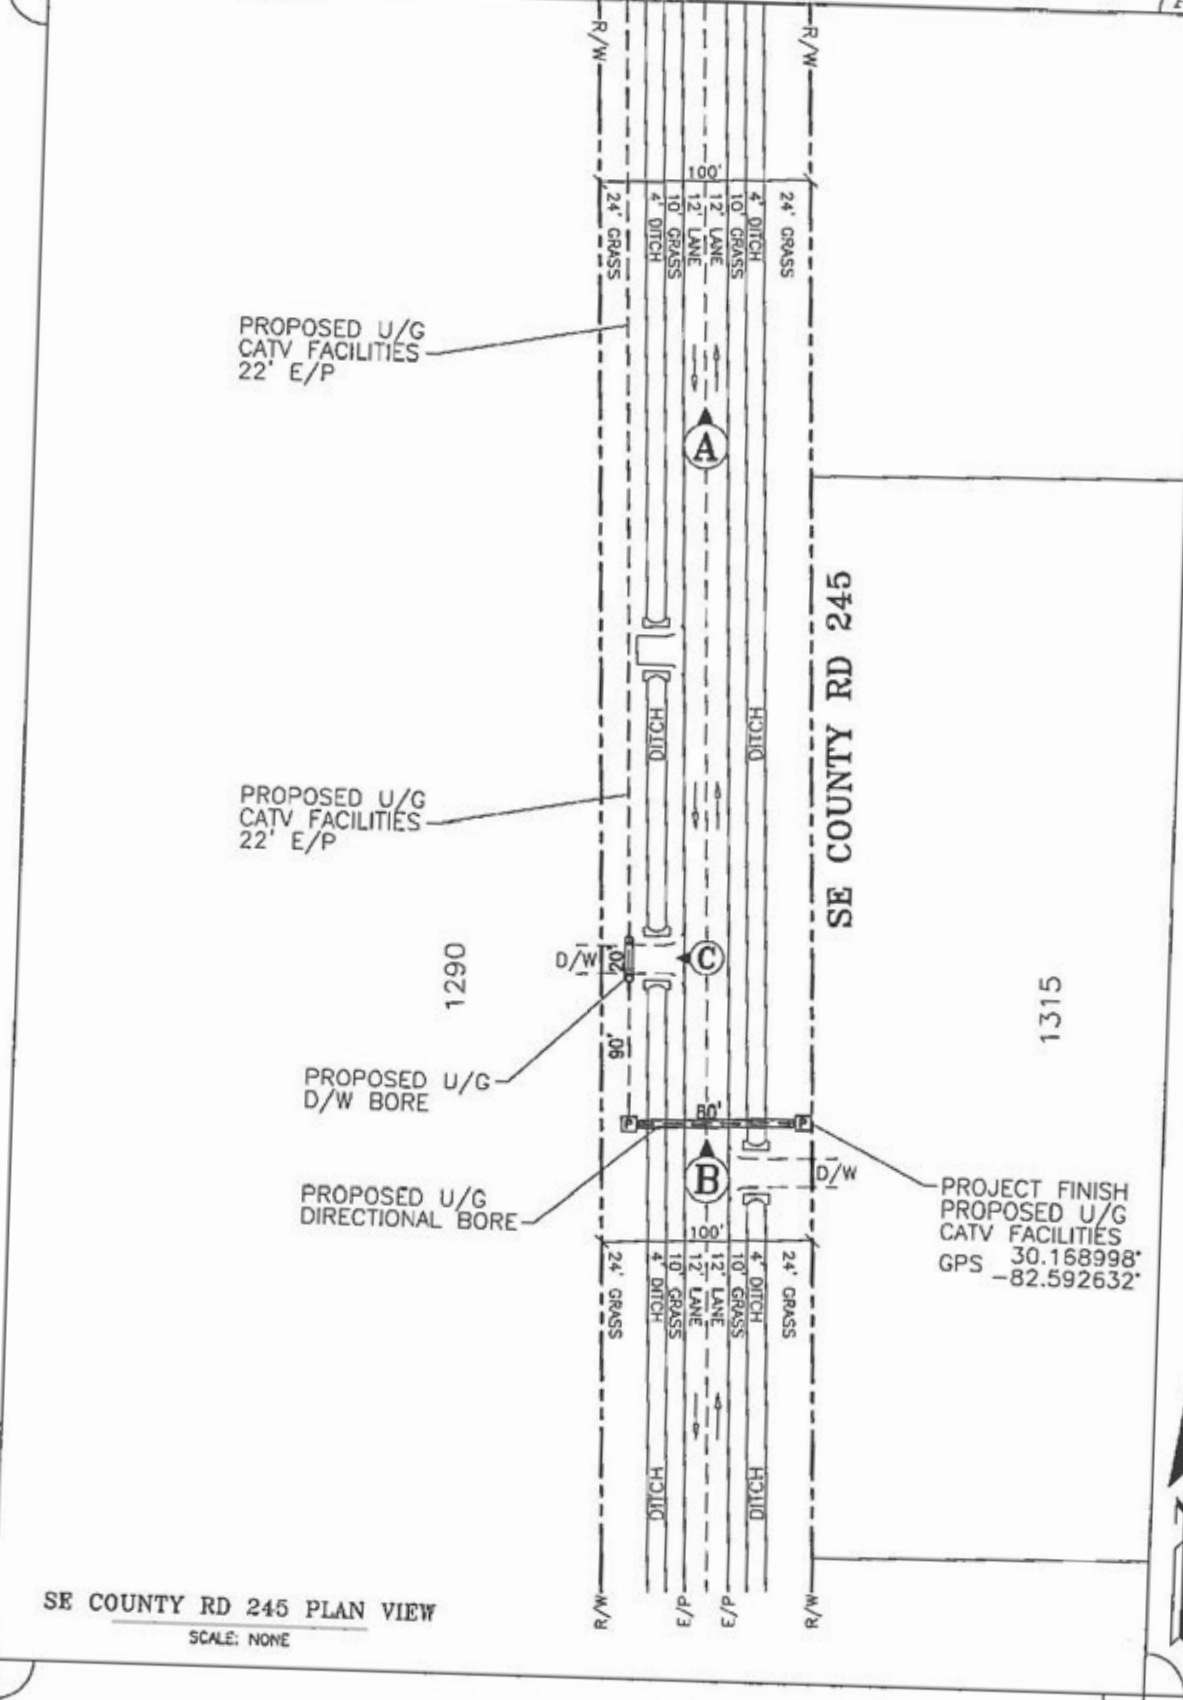 R/W
R/W
100'
24' GRASS
4' DITCH
10' GRASS
12' LANE
12' LANE
10' GRASS
4' DITCH
24' GRASS
PROPOSED U/G
CATV FACILITIES
22' E/P
A
SE COUNTY RD 245
DITCH
DITCH
PROPOSED U/G
CATV FACILITIES
22' E/P
1290
D/W
20'
C
1315
90'
PROPOSED U/G
D/W BORE
P
80'
P
B
D/W
PROPOSED U/G
DIRECTIONAL BORE
PROJECT FINISH
PROPOSED U/G
CATV FACILITIES
GPS 30.168998°
-82.592632°
100'
24' GRASS
4' DITCH
10' GRASS
12' LANE
12' LANE
10' GRASS
4' DITCH
24' GRASS
DITCH
DITCH
R/W
E/P
E/P
R/W
SE COUNTY RD 245 PLAN VIEW
SCALE: NONE